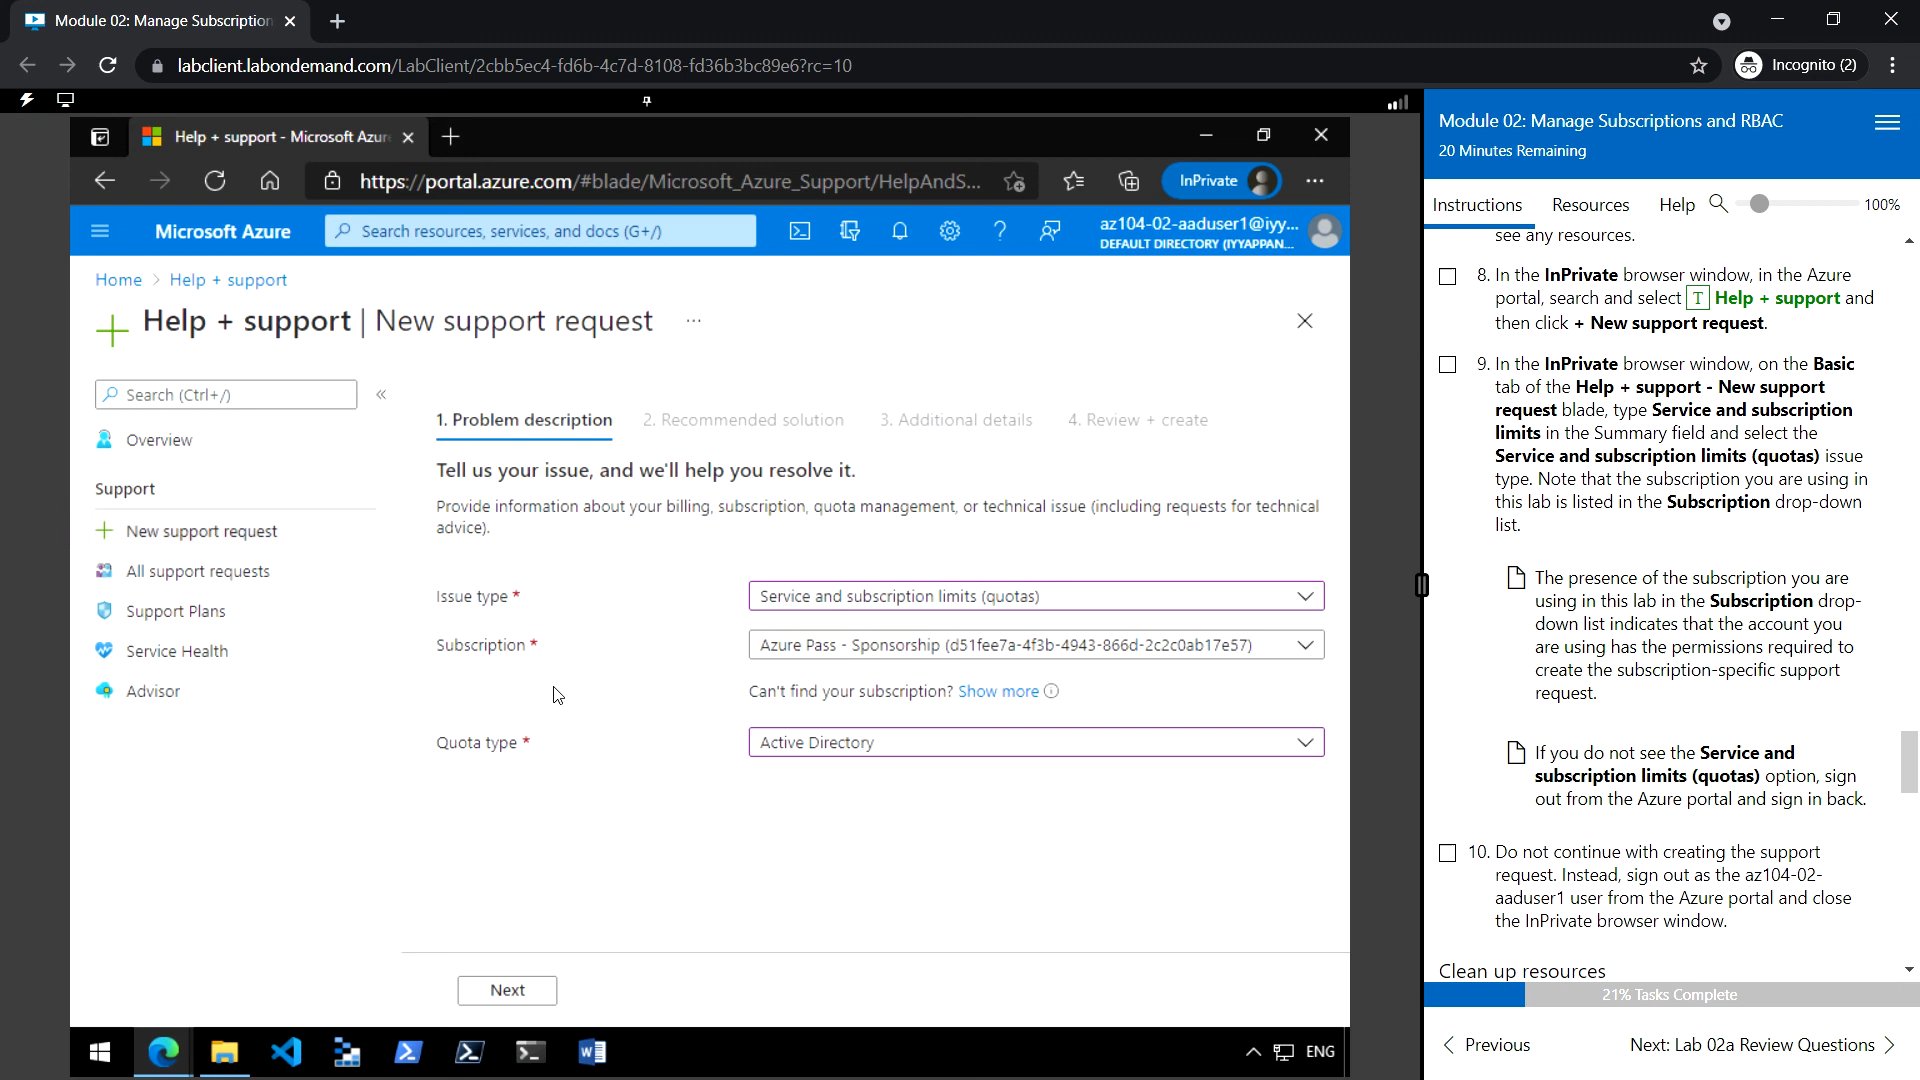 Module 02: Manage Subscription
labclient.labondemand.com/LabClient/2cbb5ec4-fd6b-4c7d-8108-fd36b3bc89e6?rc=10
Incognito (2)
Help + support - Microsoft Azur
https://portal.azure.com/#blade/Microsoft_Azure_Support/HelpAndS...
InPrivate
Microsoft Azure
Search resources, services, and docs (G+/)
az104-02-aaduser1@iyy...
DEFAULT DIRECTORY (IYYAPPAN...
Home > Help + support
Help + support | New support request ...
Search (Ctrl+/)
Overview
Support
New support request
All support requests
Support Plans
Service Health
Advisor
1. Problem description 2. Recommended solution 3. Additional details 4. Review + create
Tell us your issue, and we'll help you resolve it.
Provide information about your billing, subscription, quota management, or technical issue (including requests for technical
advice).
Issue type * Service and subscription limits (quotas)
Subscription * Azure Pass - Sponsorship (d51fee7a-4f3b-4943-866d-2c2c0ab17e57)
Can't find your subscription? Show more
Quota type * Active Directory
Next
ENG
Module 02: Manage Subscriptions and RBAC
20 Minutes Remaining
Instructions Resources Help 100%
see any resources.
8. In the InPrivate browser window, in the Azure
portal, search and select T Help + support and
then click + New support request.
9. In the InPrivate browser window, on the Basic
tab of the Help + support - New support
request blade, type Service and subscription
limits in the Summary field and select the
Service and subscription limits (quotas) issue
type. Note that the subscription you are using in
this lab is listed in the Subscription drop-down
list.
The presence of the subscription you are
using in this lab in the Subscription drop-
down list indicates that the account you
are using has the permissions required to
create the subscription-specific support
request.
If you do not see the Service and
subscription limits (quotas) option, sign
out from the Azure portal and sign in back.
10. Do not continue with creating the support
request. Instead, sign out as the az104-02-
aaduser1 user from the Azure portal and close
the InPrivate browser window.
Clean up resources
21% Tasks Complete
Previous Next: Lab 02a Review Questions